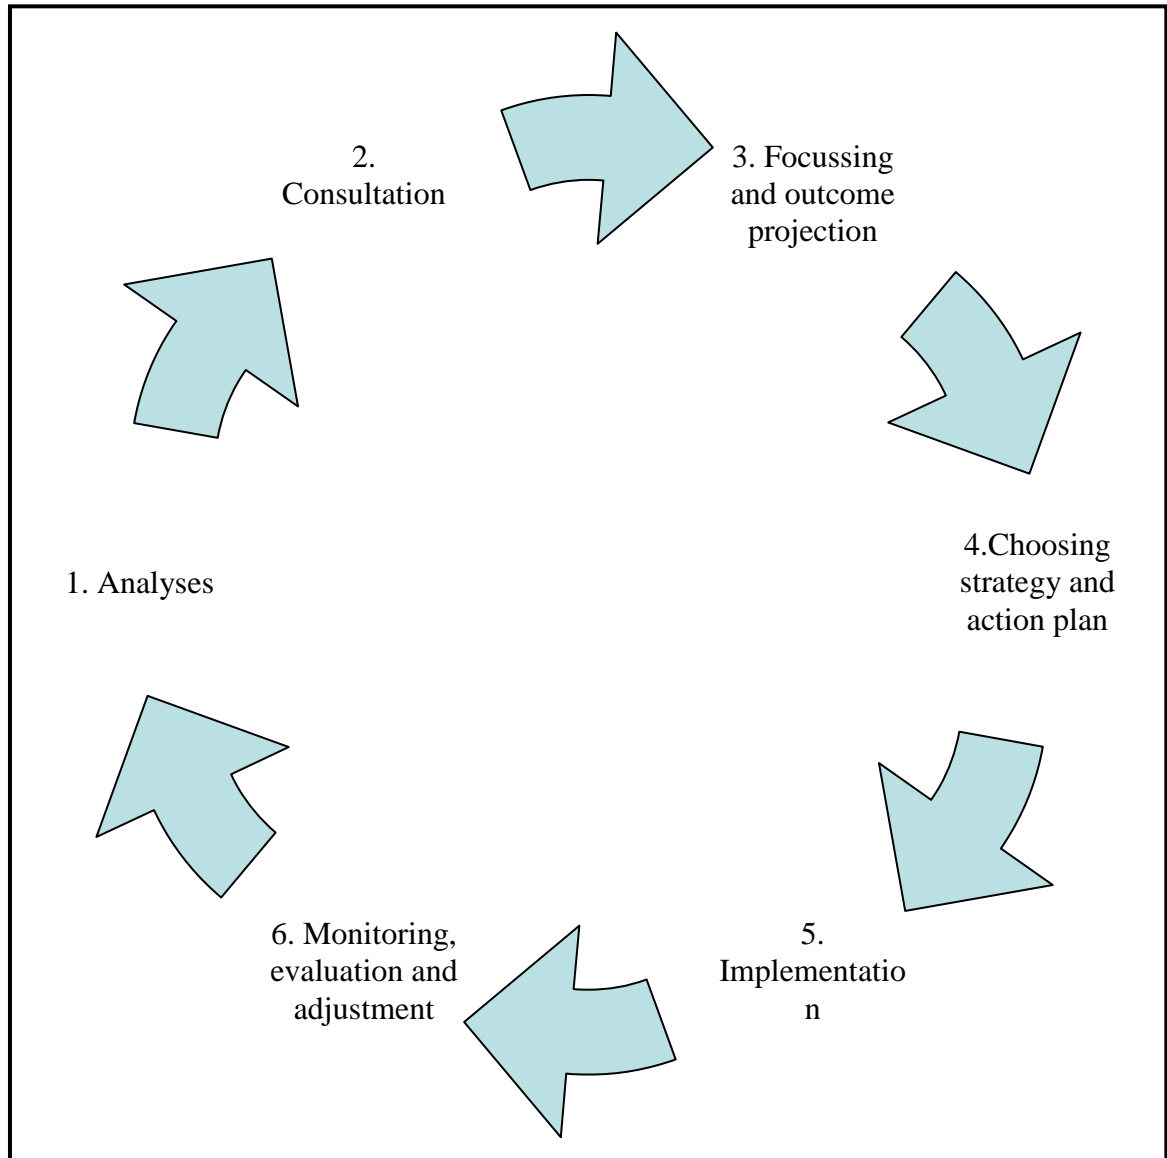 2.
Consultation
3. Focussing
and outcome
projection
4.Choosing
strategy and
action plan
5.
Implementatio
n
6. Monitoring,
evaluation and
adjustment
1. Analyses